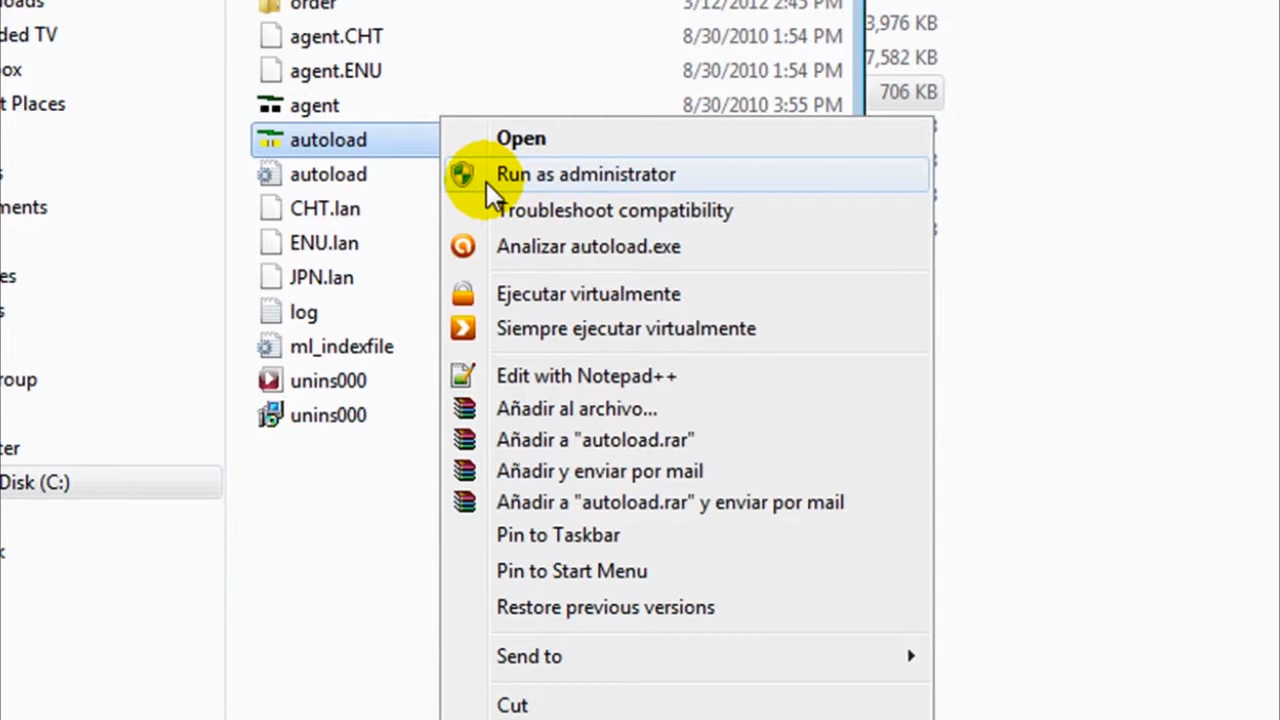 order 3/12/2012 2:45 PM
ded TV
agent.CHT 8/30/2010 1:54 PM 3,976 KB
ox
agent.ENU 8/30/2010 1:54 PM 7,582 KB
t Places
agent 8/30/2010 3:55 PM 706 KB
autoload
autoload
ments
CHT.lan
ENU.lan
es
JPN.lan
log
ml_indexfile
roup
unins000
unins000
ter
Disk (C:)
Open
Run as administrator
Troubleshoot compatibility
Analizar autoload.exe
Ejecutar virtualmente
Siempre ejecutar virtualmente
Edit with Notepad++
Añadir al archivo...
Añadir a "autoload.rar"
Añadir y enviar por mail
Añadir a "autoload.rar" y enviar por mail
Pin to Taskbar
Pin to Start Menu
Restore previous versions
Send to
Cut